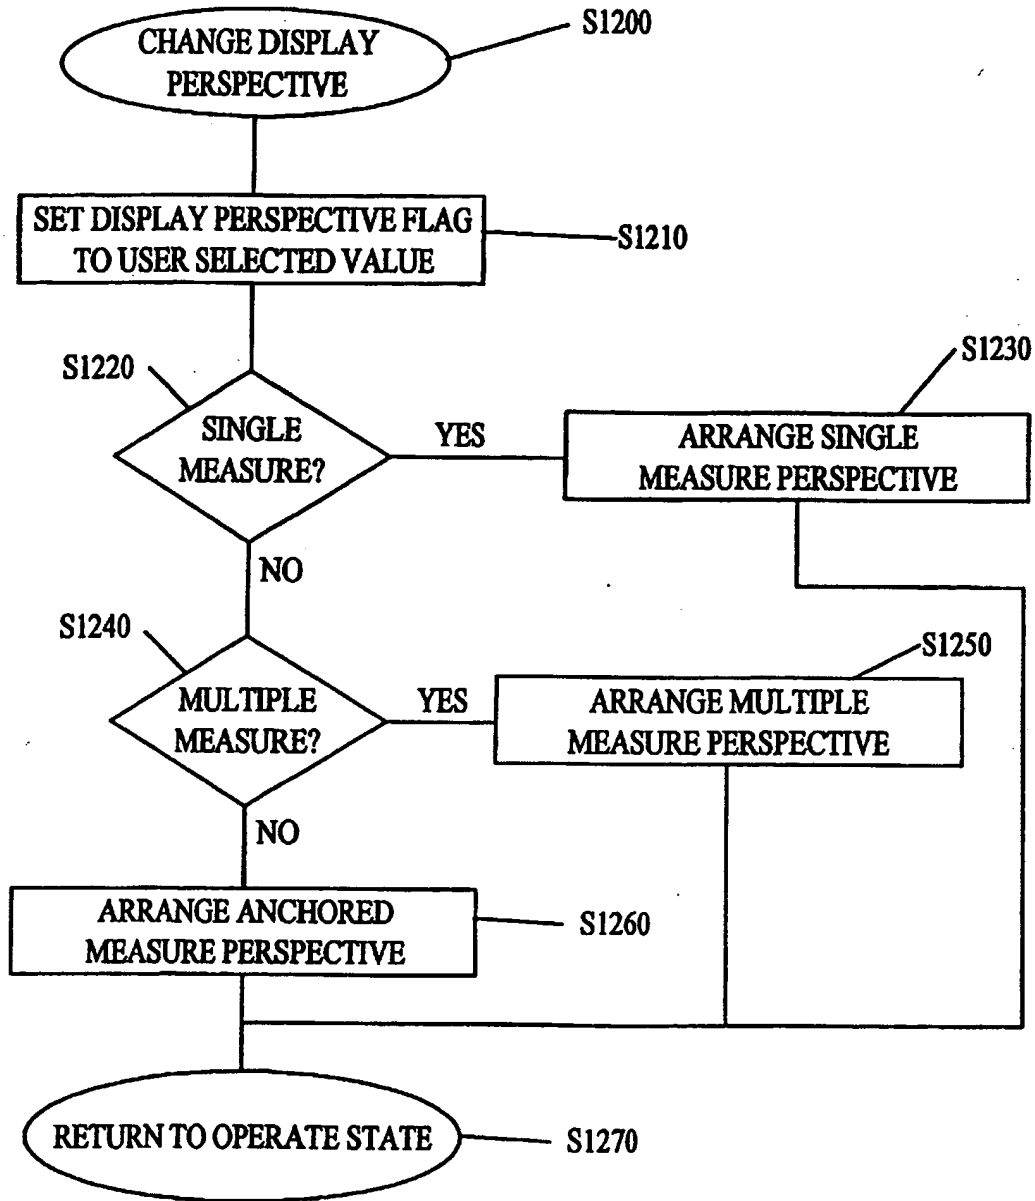 CHANGE DISPLAY
PERSPECTIVE
S1200
SET DISPLAY PERSPECTIVE FLAG
TO USER SELECTED VALUE
S1210
S1220
SINGLE
MEASURE?
YES
S1230
ARRANGE SINGLE
MEASURE PERSPECTIVE
NO
S1240
MULTIPLE
MEASURE?
YES
S1250
ARRANGE MULTIPLE
MEASURE PERSPECTIVE
NO
ARRANGE ANCHORED
MEASURE PERSPECTIVE
S1260
RETURN TO OPERATE STATE
S1270